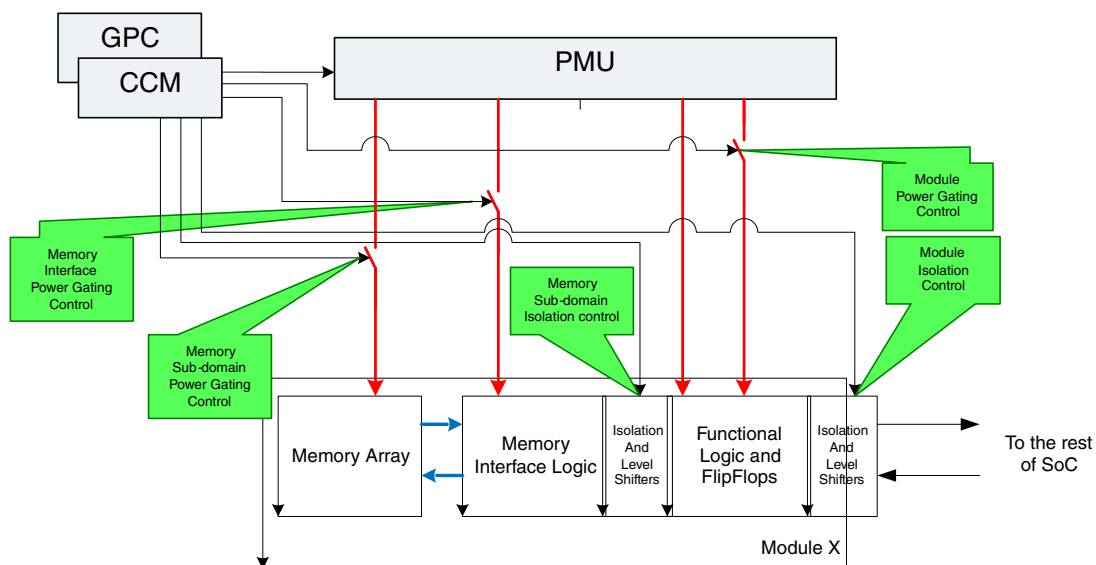 GPC
CCM
PMU
Module
Power Gating
Control
Memory
Interface
Power Gating
Control
Module
Isolation
Control
Memory
Sub-domain
Isolation control
Memory
Sub-domain
Power Gating
Control
Memory Array
Memory
Interface Logic
Isolation
And
Level
Shifters
Functional
Logic and
FlipFlops
Isolation
And
Level
Shifters
To the rest
of SoC
Module X